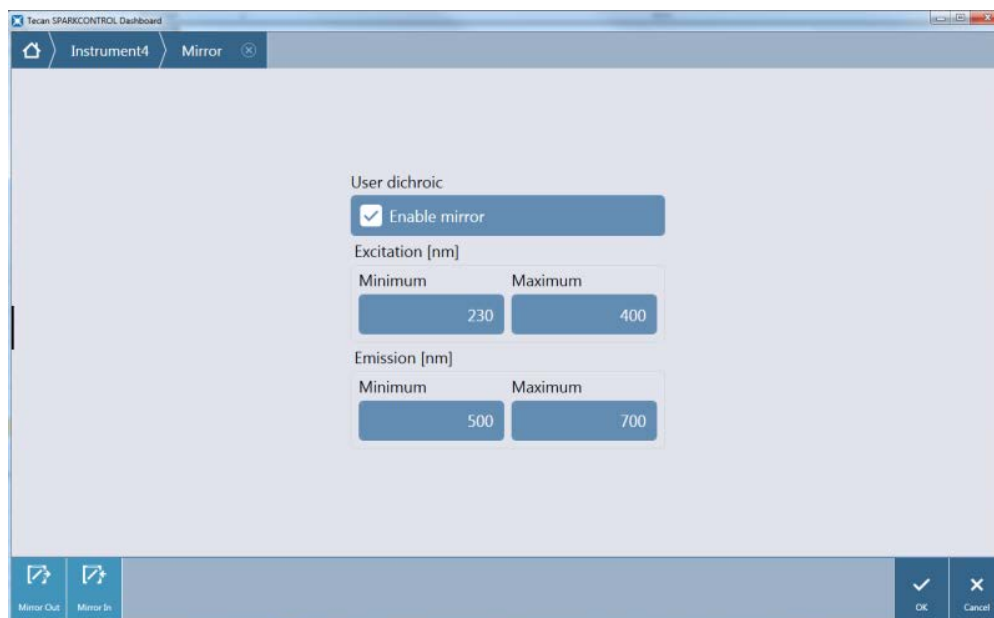 Tecan SPARKCONTROL Dashboard
Instrument4 Mirror
User dichroic
Enable mirror
Excitation [nm]
Minimum Maximum
230 400
Emission [nm]
Minimum Maximum
500 700
Mirror Out Mirror In OK Cancel